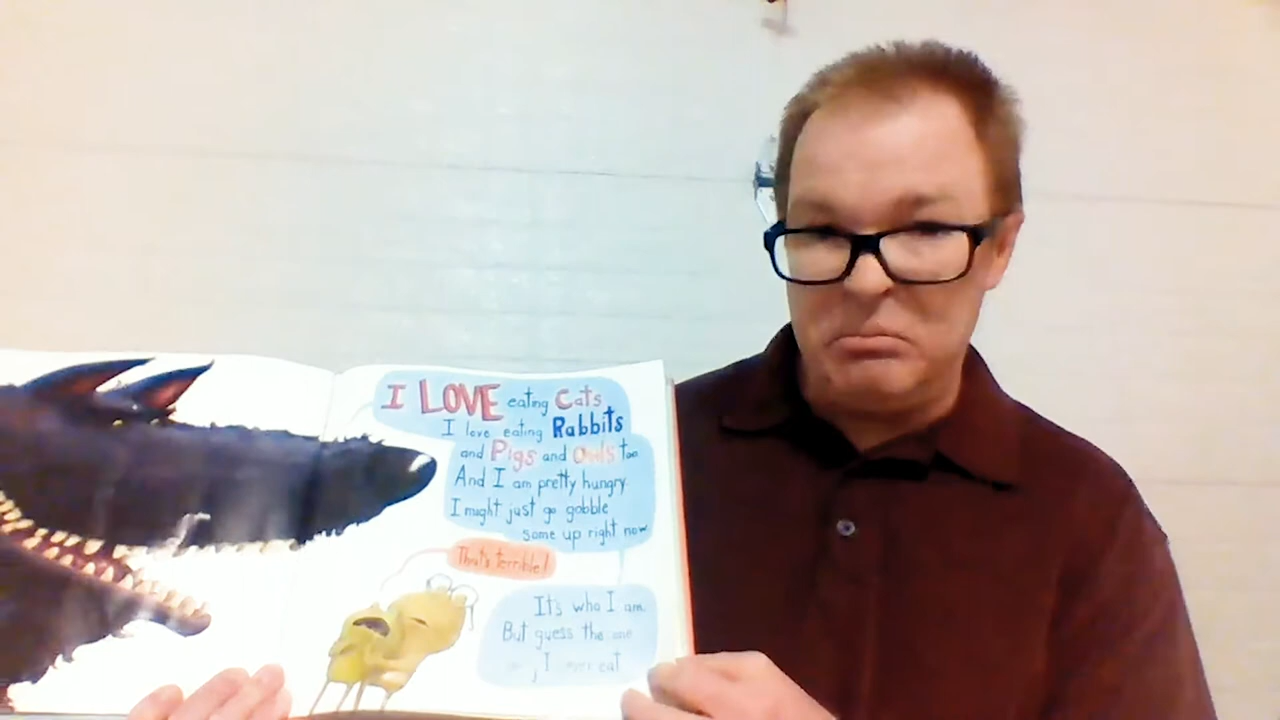 I LOVE eating Cats
I love eating Rabbits
and Pigs and Owls too
And I am pretty hungry
I might just go gobble
some up right now
That's terrible!
It's who I am.
But guess the one
I never eat